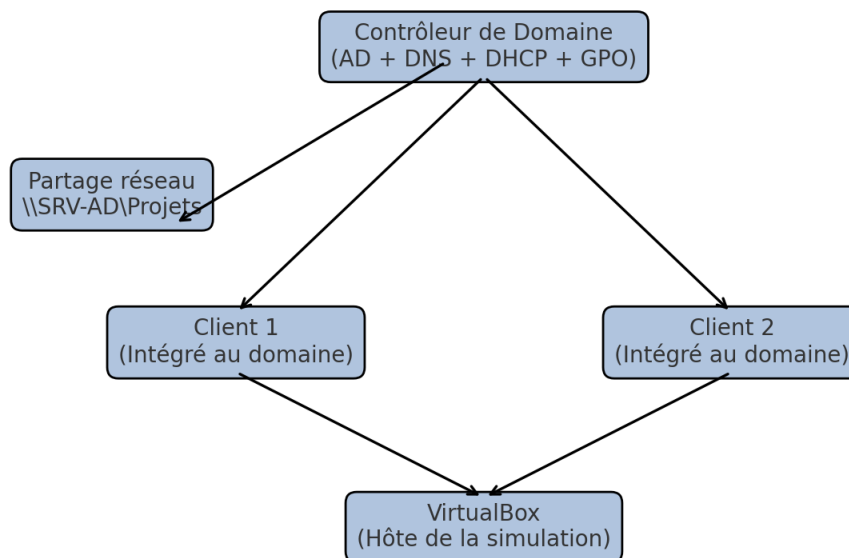 Contrôleur de Domaine
(AD + DNS + DHCP + GPO)
Partage réseau
\\SRV-AD\Projets
Client 1
(Intégré au domaine)
Client 2
(Intégré au domaine)
VirtualBox
(Hôte de la simulation)